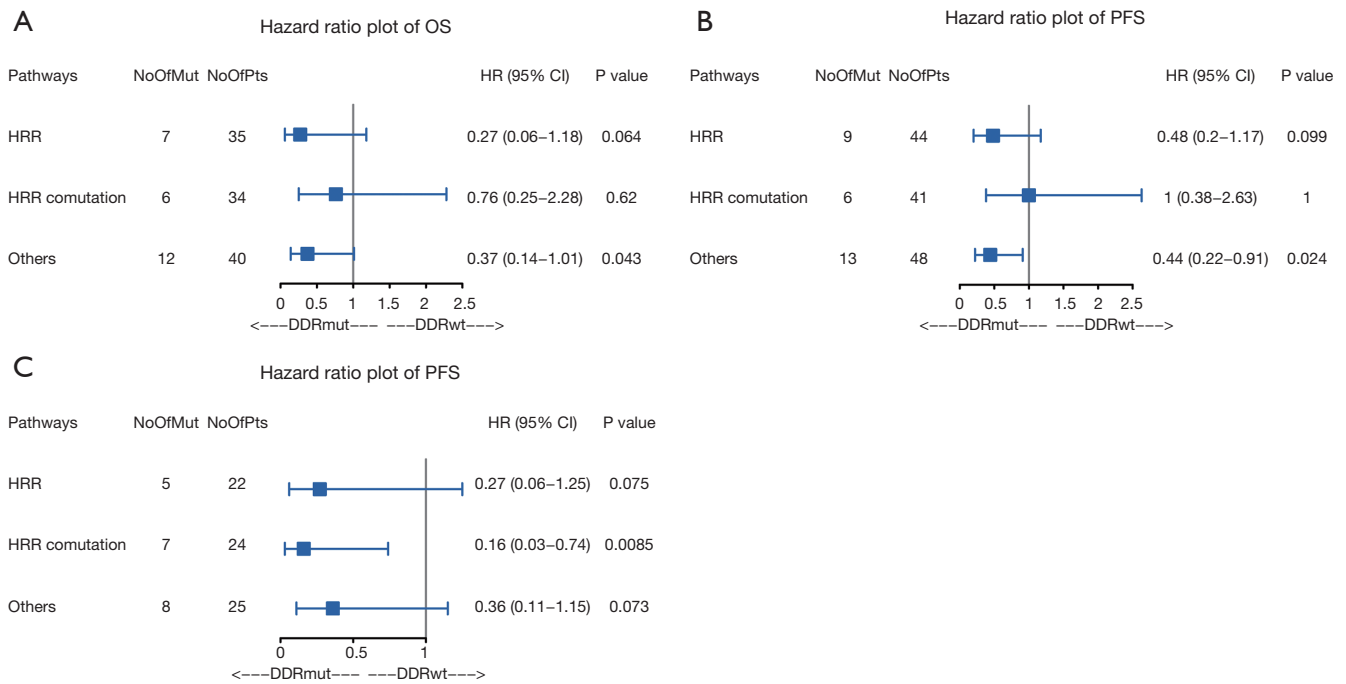 A
Hazard ratio plot of OS
Pathways NoOfMut NoOfPts HR (95% CI) P value
HRR 7 35 0.27 (0.06–1.18) 0.064
HRR comutation 6 34 0.76 (0.25–2.28) 0.62
Others 12 40 0.37 (0.14–1.01) 0.043
0 0.5 1 1.5 2 2.5
<---DDRmut--- ---DDRwt--->
B
Hazard ratio plot of PFS
Pathways NoOfMut NoOfPts HR (95% CI) P value
HRR 9 44 0.48 (0.2–1.17) 0.099
HRR comutation 6 41 1 (0.38–2.63) 1
Others 13 48 0.44 (0.22–0.91) 0.024
0 0.5 1 1.5 2 2.5
<---DDRmut--- ---DDRwt--->
C
Hazard ratio plot of PFS
Pathways NoOfMut NoOfPts HR (95% CI) P value
HRR 5 22 0.27 (0.06–1.25) 0.075
HRR comutation 7 24 0.16 (0.03–0.74) 0.0085
Others 8 25 0.36 (0.11–1.15) 0.073
0 0.5 1
<---DDRmut--- ---DDRwt--->